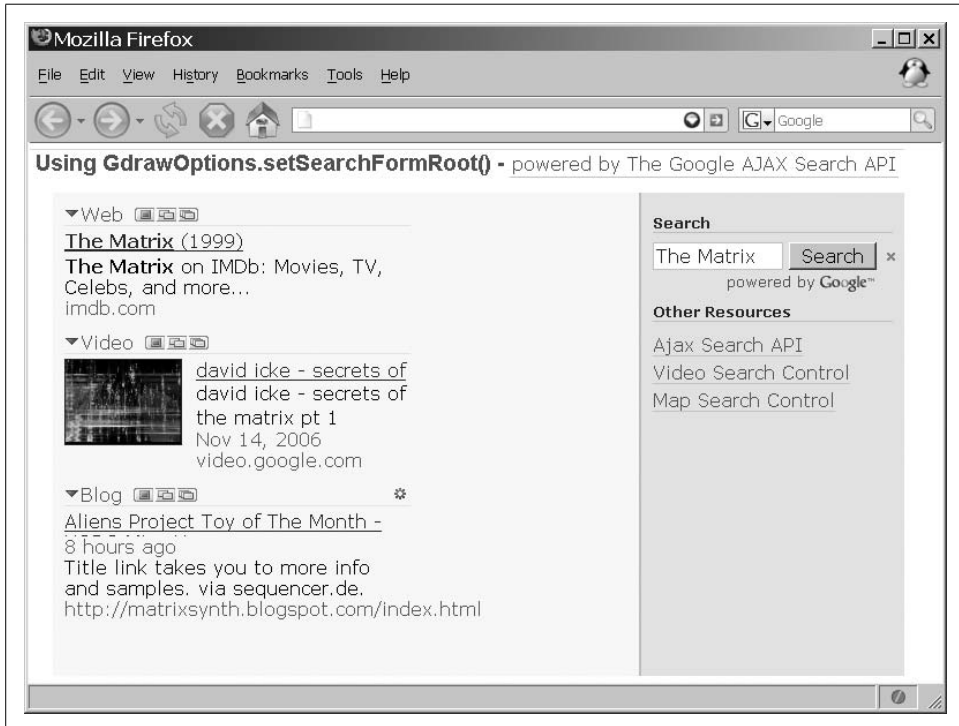 Mozilla Firefox
File Edit View History Bookmarks Tools Help
G Google
Using GdrawOptions.setSearchFormRoot() - powered by The Google AJAX Search API
Web
The Matrix (1999)
The Matrix on IMDb: Movies, TV,
Celebs, and more...
imdb.com
Video
david icke - secrets of
david icke - secrets of
the matrix pt 1
Nov 14, 2006
video.google.com
Blog
Aliens Project Toy of The Month -
8 hours ago
Title link takes you to more info
and samples. via sequencer.de.
http://matrixsynth.blogspot.com/index.html
Search
The Matrix Search ×
powered by Google™
Other Resources
Ajax Search API
Video Search Control
Map Search Control